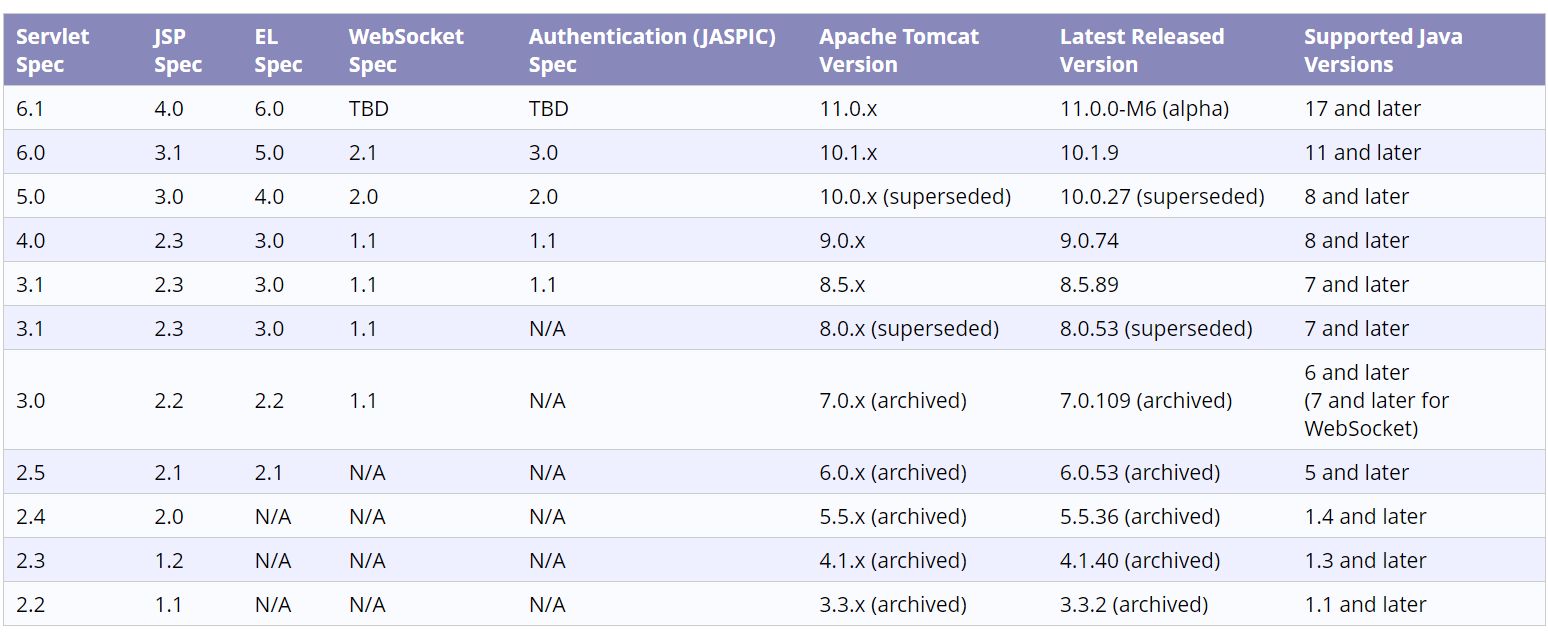 Servlet Spec JSP Spec EL Spec WebSocket Spec Authentication (JASPIC) Spec Apache Tomcat Version Latest Released Version Supported Java Versions
6.1 4.0 6.0 TBD TBD 11.0.x 11.0.0-M6 (alpha) 17 and later
6.0 3.1 5.0 2.1 3.0 10.1.x 10.1.9 11 and later
5.0 3.0 4.0 2.0 2.0 10.0.x (superseded) 10.0.27 (superseded) 8 and later
4.0 2.3 3.0 1.1 1.1 9.0.x 9.0.74 8 and later
3.1 2.3 3.0 1.1 1.1 8.5.x 8.5.89 7 and later
3.1 2.3 3.0 1.1 N/A 8.0.x (superseded) 8.0.53 (superseded) 7 and later
3.0 2.2 2.2 1.1 N/A 7.0.x (archived) 7.0.109 (archived) 6 and later
(7 and later for
WebSocket)
2.5 2.1 2.1 N/A N/A 6.0.x (archived) 6.0.53 (archived) 5 and later
2.4 2.0 N/A N/A N/A 5.5.x (archived) 5.5.36 (archived) 1.4 and later
2.3 1.2 N/A N/A N/A 4.1.x (archived) 4.1.40 (archived) 1.3 and later
2.2 1.1 N/A N/A N/A 3.3.x (archived) 3.3.2 (archived) 1.1 and later